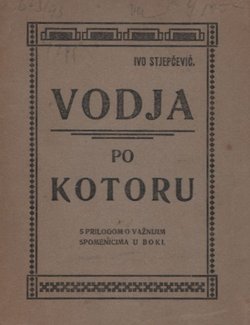 IVO STJEPČEVIĆ.
VODJA
PO
KOTORU
S PRILOGOM O VAŽNIJIM
SPOMENICIMA U BOKI.